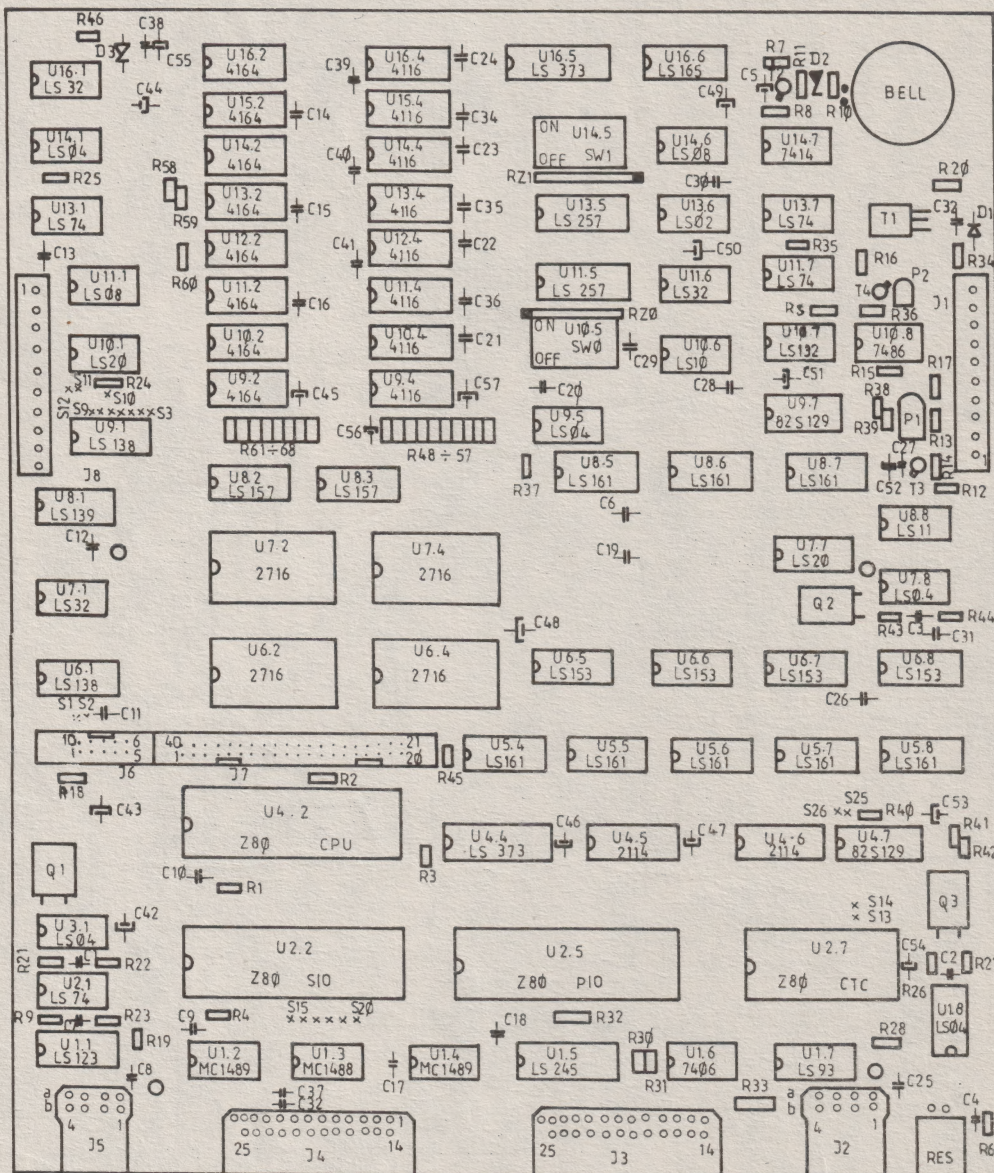 R46 C38 D3 C55
U16.2 4164
U16.4 4116
C24
U16.5 LS 373
U16.6 LS165
R7 R11 D2
C5 T2
R8 R10
BELL
U16.1 LS 32
C44
C39
C49
U15.2 4164
C14
U15.4 4116
C34
ON U14.5
OFF SW1
U14.6 LS08
U14.7 7414
U14.1 LS04
U14.2 4164
C40
U14.4 4116
C23
RZ1
C30
R25
R58
R59
R20
U13.1 LS 74
U13.2 4164
C15
U13.4 4116
C35
U13.5 LS 257
U13.6 LS02
U13.7 LS74
T1
C32 D1
C13
R60
U12.2 4164
C41
U12.4 4116
C22
C50
R35
R16
R34
1
U11.1 LS08
U11.2 4164
C16
U11.4 4116
C36
U11.5 LS 257
U11.6 LS32
U11.7 LS74
T4 P2
R36
J1
RZ0
U10.1 LS20
U10.2 4164
U10.4 4116
C21
ON U10.5
OFF SW0
C29
U10.6 LS10
U10.7 LS132
U10.8 7486
R17
S11 R24
S12 S10
S9 S3
U9.2 4164
C45
U9.4 4116
C57
C20
C28
C51
R15
R38
U9.1 LS 138
R61÷68
C56
R48÷57
U9.5 LS04
U9.7 82S129
R39
P1
R13
J8
U8.2 LS157
U8.3 LS157
R37
U8.5 LS161
U8.6 LS161
U8.7 LS161
C27
C52 T3
R14
1
R12
U8.1 LS139
C6
U8.8 LS11
C12
U7.2 2716
U7.4 2716
C19
U7.7 LS20
U7.1 LS32
U7.8 LS0.4
Q2
R43 C3 R44
C31
C48
U6.1 LS138
U6.2 2716
U6.4 2716
U6.5 LS153
U6.6 LS153
U6.7 LS153
U6.8 LS153
S1 S2
C11
C26
10 6 40 21
1 5 1 20
J6 J7
R45
U5.4 LS161
U5.5 LS161
U5.6 LS161
U5.7 LS161
U5.8 LS161
R18
R2
C43
U4.2
Z80 CPU
S25
S26
R40
C53
R41
R42
R3
U4.4 LS 373
C46
U4.5 2114
C47
U4-6 2114
U4.7 82S129
Q1
C10
R1
S14
S13
Q3
U3.1 LS04
C42
U2.2
Z80 SIO
U2.5
Z80 PIO
U2.7
Z80 CTC
C54
R21
R22
C2
R26
U2.1 LS 74
R9
R23
C9
R4
S15 S20
C18
R32
U1.8 LS04
R19
R30
R28
U1.1 LS123
U1.2 MC1489
U1.3 MC1488
C17
U1.4 MC1489
U1.5 LS 245
R31
U1.6 7406
U1.7 LS93
C8
C37
C32
R33
C25
C4
a
b
4 1
J5
1
25 14
J4
1
25 14
J3
a
b
4 1
J2
RES
R6